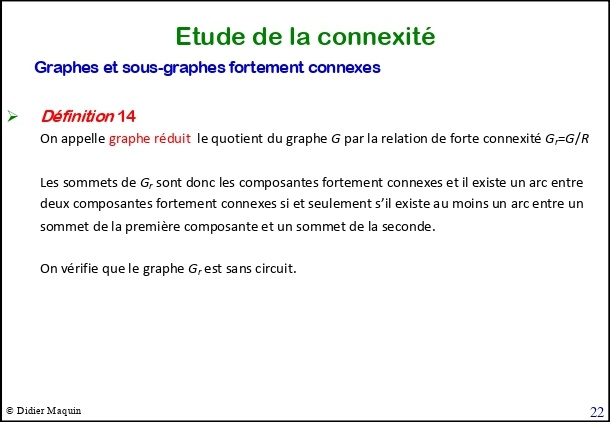 Etude de la connexité
Graphes et sous-graphes fortement connexes
➢ Définition 14
On appelle graphe réduit le quotient du graphe G par la relation de forte connexité Gr=G/R
Les sommets de Gr sont donc les composantes fortement connexes et il existe un arc entre
deux composantes fortement connexes si et seulement s'il existe au moins un arc entre un
sommet de la première composante et un sommet de la seconde.
On vérifie que le graphe Gr est sans circuit.
© Didier Maquin
22